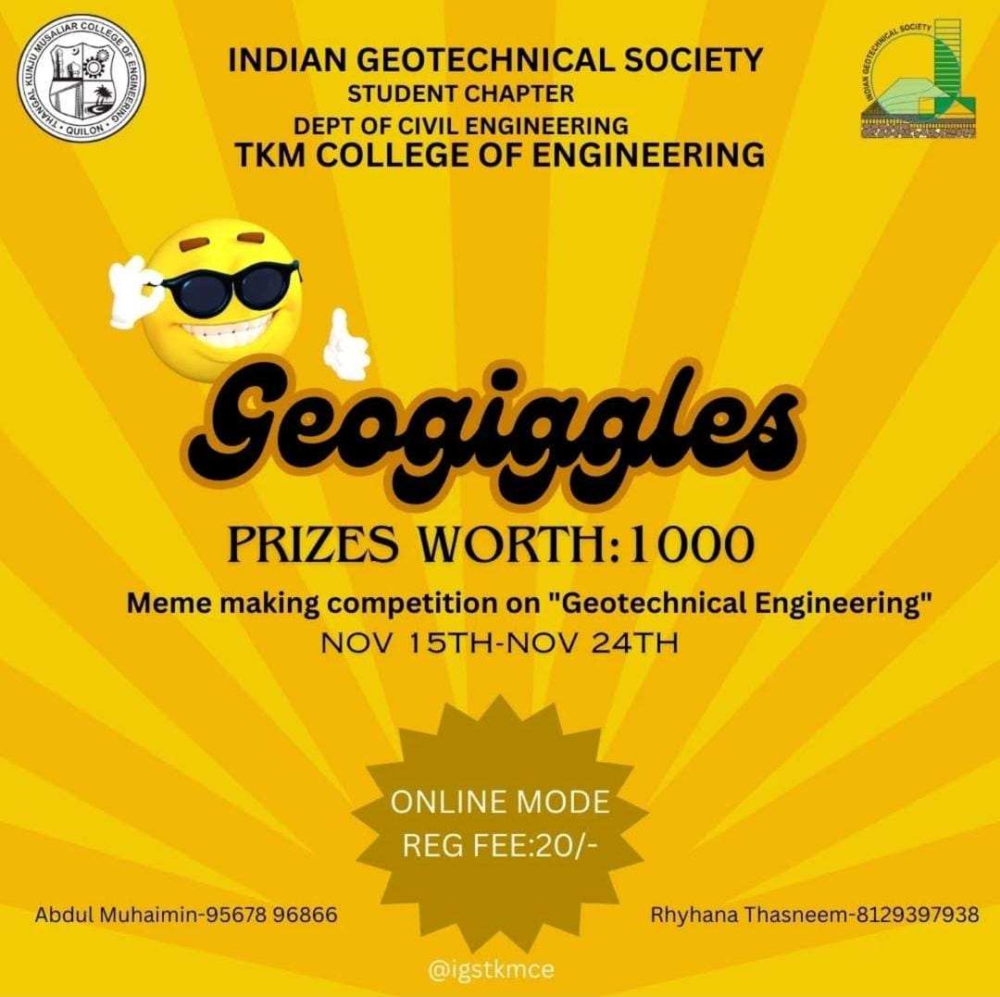 THANGAL KUNJU MUSALIAR COLLEGE OF ENGINEERING
• QUILON •
INDIAN GEOTECHNICAL SOCIETY
STUDENT CHAPTER
DEPT OF CIVIL ENGINEERING
TKM COLLEGE OF ENGINEERING
INDIAN GEOTECHNICAL SOCIETY
Geogiggles
PRIZES WORTH:1000
Meme making competition on "Geotechnical Engineering"
NOV 15TH-NOV 24TH
ONLINE MODE
REG FEE:20/-
Abdul Muhaimin-95678 96866
Rhyhana Thasneem-8129397938
@igstkmce